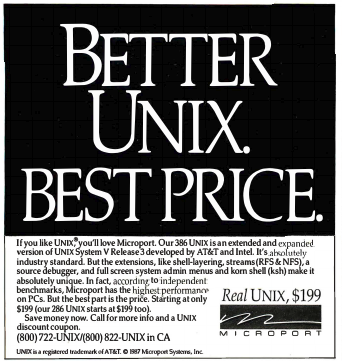 BETTER
UNIX.
BEST PRICE.
If you like UNIX,® you'll love Microport. Our 386 UNIX is an extended and expanded
version of UNIX System V Release 3 developed by AT&T and Intel. It's absolutely
industry standard. But the extensions, like shell-layering, streams (RFS & NFS), a
source debugger, and full screen system admin menus and korn shell (ksh) make it
absolutely unique. In fact, according to independent
benchmarks, Microport has the highest performance
on PCs. But the best part is the price. Starting at only
$199 (our 286 UNIX starts at $199 too).
Save money now. Call for more info and a UNIX
discount coupon.
(800) 722-UNIX/(800) 822-UNIX in CA
Real UNIX, $199
MICROPORT
UNIX is a registered trademark of AT&T. © 1987 Microport Systems, Inc.